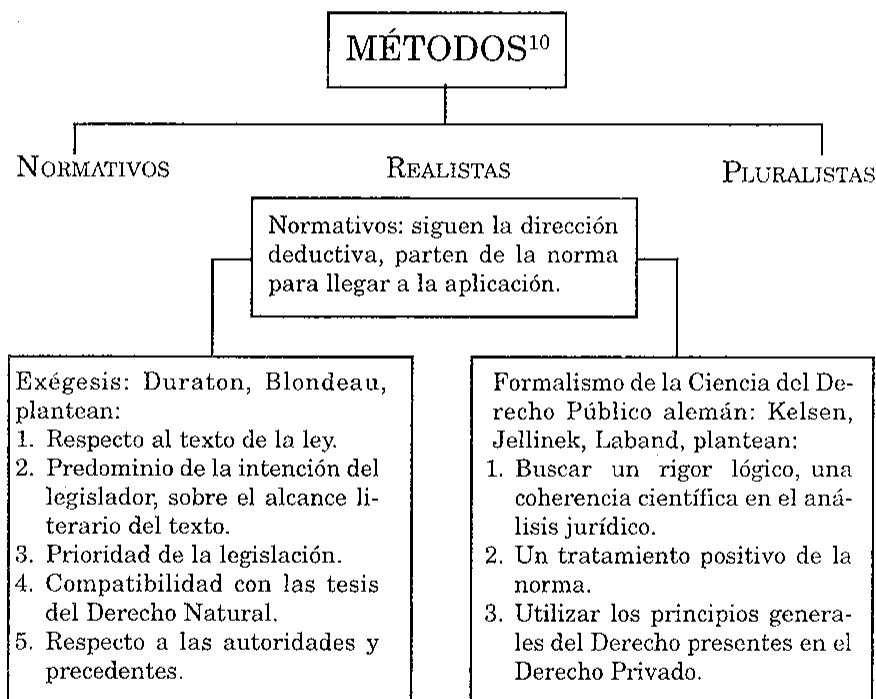 MÉTODOS¹⁰
NORMATIVOS REALISTAS PLURALISTAS
Normativos: siguen la dirección
deductiva, parten de la norma
para llegar a la aplicación.
Exégesis: Duraton, Blondeau,
plantean:
1. Respecto al texto de la ley.
2. Predominio de la intención del
legislador, sobre el alcance li-
terario del texto.
3. Prioridad de la legislación.
4. Compatibilidad con las tesis
del Derecho Natural.
5. Respecto a las autoridades y
precedentes.
Formalismo de la Ciencia del De-
recho Público alemán: Kelsen,
Jellinek, Laband, plantean:
1. Buscar un rigor lógico, una
coherencia científica en el aná-
lisis jurídico.
2. Un tratamiento positivo de la
norma.
3. Utilizar los principios genera-
les del Derecho presentes en el
Derecho Privado.